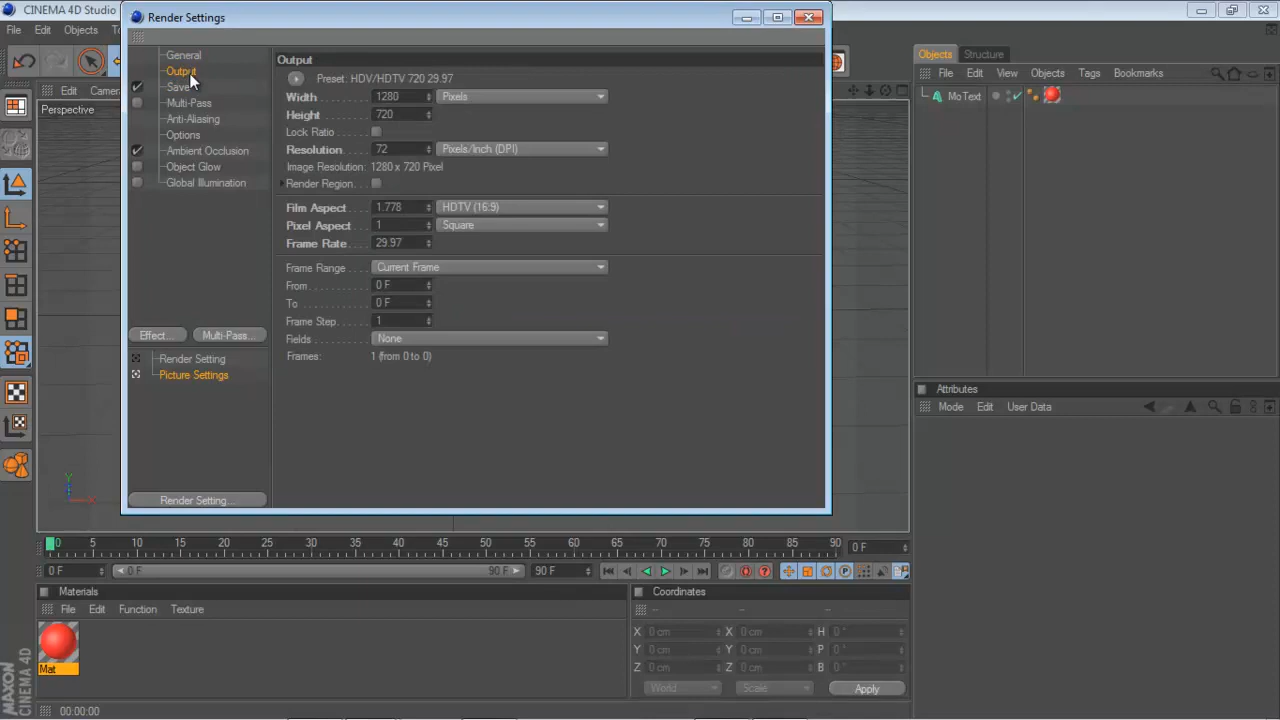 CINEMA 4D Studio
Render Settings
File Edit Objects
General
Output
Save
Multi-Pass
Anti-Aliasing
Options
Ambient Occlusion
Object Glow
Global Illumination
Effect... Multi-Pass...
Render Setting
Picture Settings
Render Setting...
Output
Preset: HDV/HDTV 720 29.97
Width 1280 Pixels
Height 720
Lock Ratio
Resolution 72 Pixels/Inch (DPI)
Image Resolution: 1280 x 720 Pixel
Render Region
Film Aspect 1.778 HDTV (16:9)
Pixel Aspect 1 Square
Frame Rate 29.97
Frame Range Current Frame
From 0 F
To 0 F
Frame Step 1
Fields None
Frames: 1 (from 0 to 0)
Edit Camera
Perspective
Y
X
Objects Structure
File Edit View Objects Tags Bookmarks
MoText
Attributes
Mode Edit User Data
0 5 10 15 20 25 30 35 40 45 50 55 60 65 70 75 80 85 90 0 F
0 F 0 F 90 F 90 F
Materials
File Edit Function Texture
Mat
Coordinates
-- -- --
X 0 cm X 0 cm H 0 °
Y 0 cm Y 0 cm P 0 °
Z 0 cm Z 0 cm B 0 °
World Scale Apply
MAXON
CINEMA 4D
00:00:00